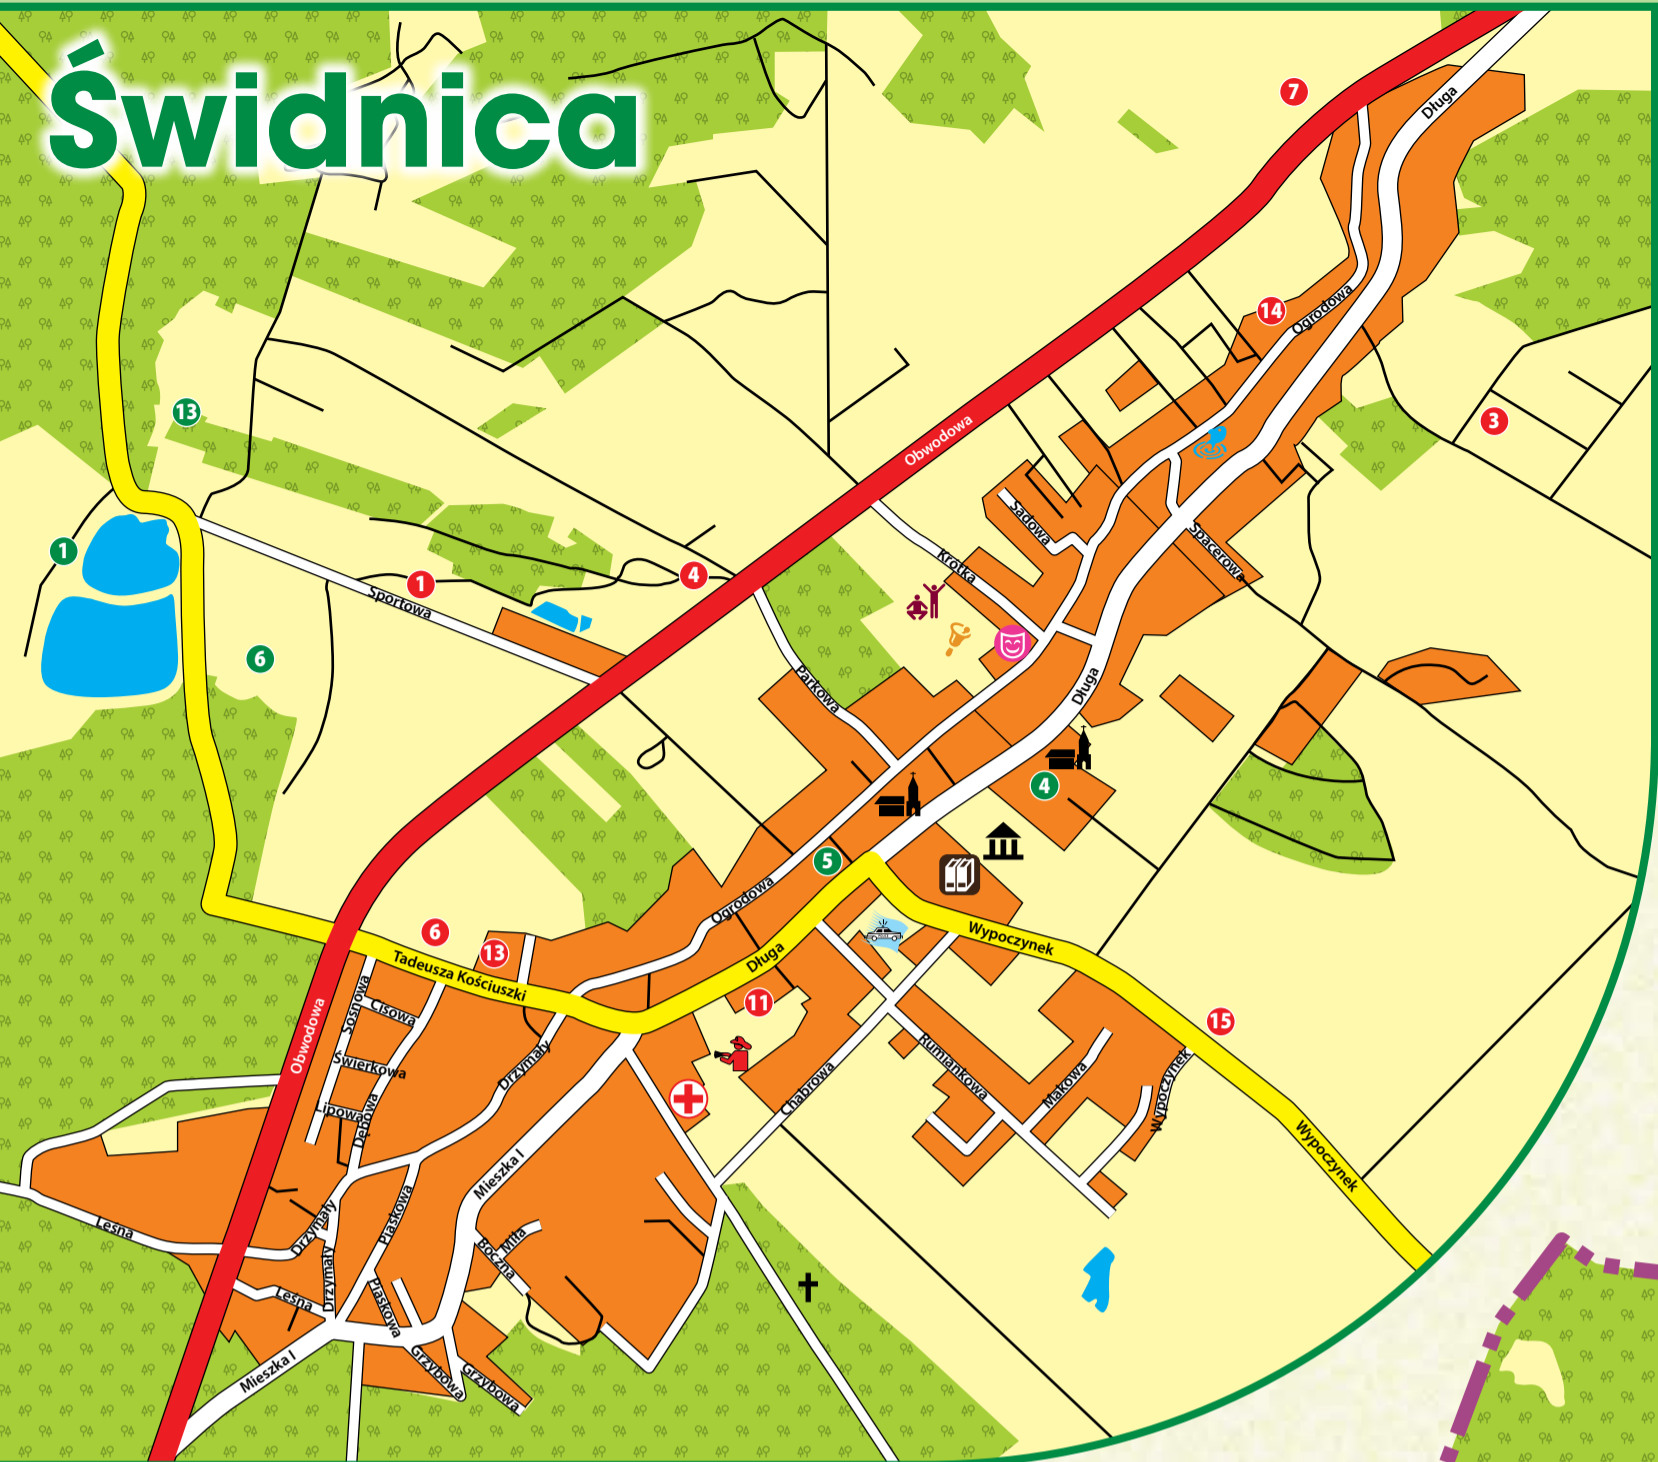 Świdnica
Długa
7
14
Ogrodowa
3
13
Obwodowa
1
Sadowa
Spacerowa
Krótka
4
1
Sportowa
6
Parkowa
Długa
4
5
Ogrodowa
6
13
Tadeusza Kościuszki
Długa
Wypoczynek
11
15
Obwodowa
Sosnowa
Cisowa
Świerkowa
Lipowa
Dębowa
Drzymały
Rumiankowa
Makowa
Chabrowa
Wypoczynek
Wypoczynek
Mieszka I
Piaskowa
Leśna
Drzymały
Drzymały
Miła
Boczna
Leśna
Piaskowa
Mieszka I
Grzybowa
Grzybowa